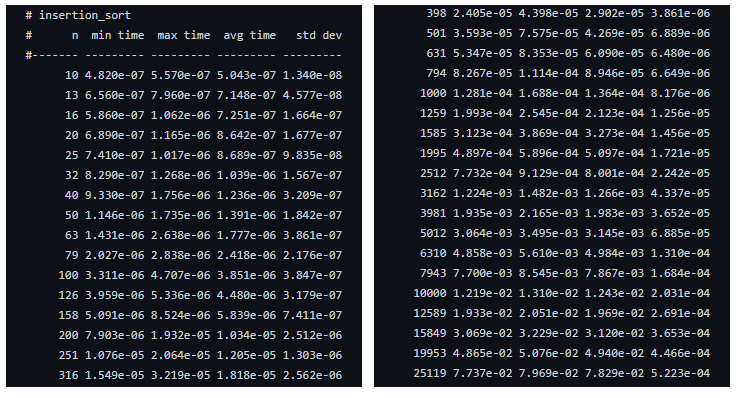 # insertion_sort
# n min time max time avg time std dev
#------- --------- --------- --------- ---------
10 4.820e-07 5.570e-07 5.043e-07 1.340e-08
13 6.560e-07 7.960e-07 7.148e-07 4.577e-08
16 5.860e-07 1.062e-06 7.251e-07 1.664e-07
20 6.890e-07 1.165e-06 8.642e-07 1.677e-07
25 7.410e-07 1.017e-06 8.689e-07 9.835e-08
32 8.290e-07 1.268e-06 1.039e-06 1.567e-07
40 9.330e-07 1.756e-06 1.236e-06 3.209e-07
50 1.146e-06 1.735e-06 1.391e-06 1.842e-07
63 1.431e-06 2.638e-06 1.777e-06 3.861e-07
79 2.027e-06 2.838e-06 2.418e-06 2.176e-07
100 3.311e-06 4.707e-06 3.851e-06 3.847e-07
126 3.959e-06 5.336e-06 4.480e-06 3.179e-07
158 5.091e-06 8.524e-06 5.839e-06 7.411e-07
200 7.903e-06 1.932e-05 1.034e-05 2.512e-06
251 1.076e-05 2.064e-05 1.205e-05 1.303e-06
316 1.549e-05 3.219e-05 1.818e-05 2.562e-06
398 2.405e-05 4.398e-05 2.902e-05 3.861e-06
501 3.593e-05 7.575e-05 4.269e-05 6.889e-06
631 5.347e-05 8.353e-05 6.090e-05 6.480e-06
794 8.267e-05 1.114e-04 8.946e-05 6.649e-06
1000 1.281e-04 1.688e-04 1.364e-04 8.176e-06
1259 1.993e-04 2.545e-04 2.123e-04 1.256e-05
1585 3.123e-04 3.869e-04 3.273e-04 1.456e-05
1995 4.897e-04 5.896e-04 5.097e-04 1.721e-05
2512 7.732e-04 9.129e-04 8.001e-04 2.242e-05
3162 1.224e-03 1.482e-03 1.266e-03 4.337e-05
3981 1.935e-03 2.165e-03 1.983e-03 3.652e-05
5012 3.064e-03 3.495e-03 3.145e-03 6.885e-05
6310 4.858e-03 5.610e-03 4.984e-03 1.310e-04
7943 7.700e-03 8.545e-03 7.867e-03 1.684e-04
10000 1.219e-02 1.310e-02 1.243e-02 2.031e-04
12589 1.933e-02 2.051e-02 1.969e-02 2.691e-04
15849 3.069e-02 3.229e-02 3.120e-02 3.653e-04
19953 4.865e-02 5.076e-02 4.940e-02 4.466e-04
25119 7.737e-02 7.969e-02 7.829e-02 5.223e-04